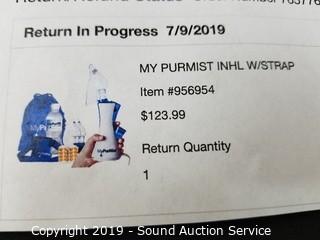 Return In Progress 7/9/2019
MY PURMIST INHL W/STRAP
Item #956954
$123.99
MyPurMist
Return Quantity
1
Copyright 2019 - Sound Auction Service